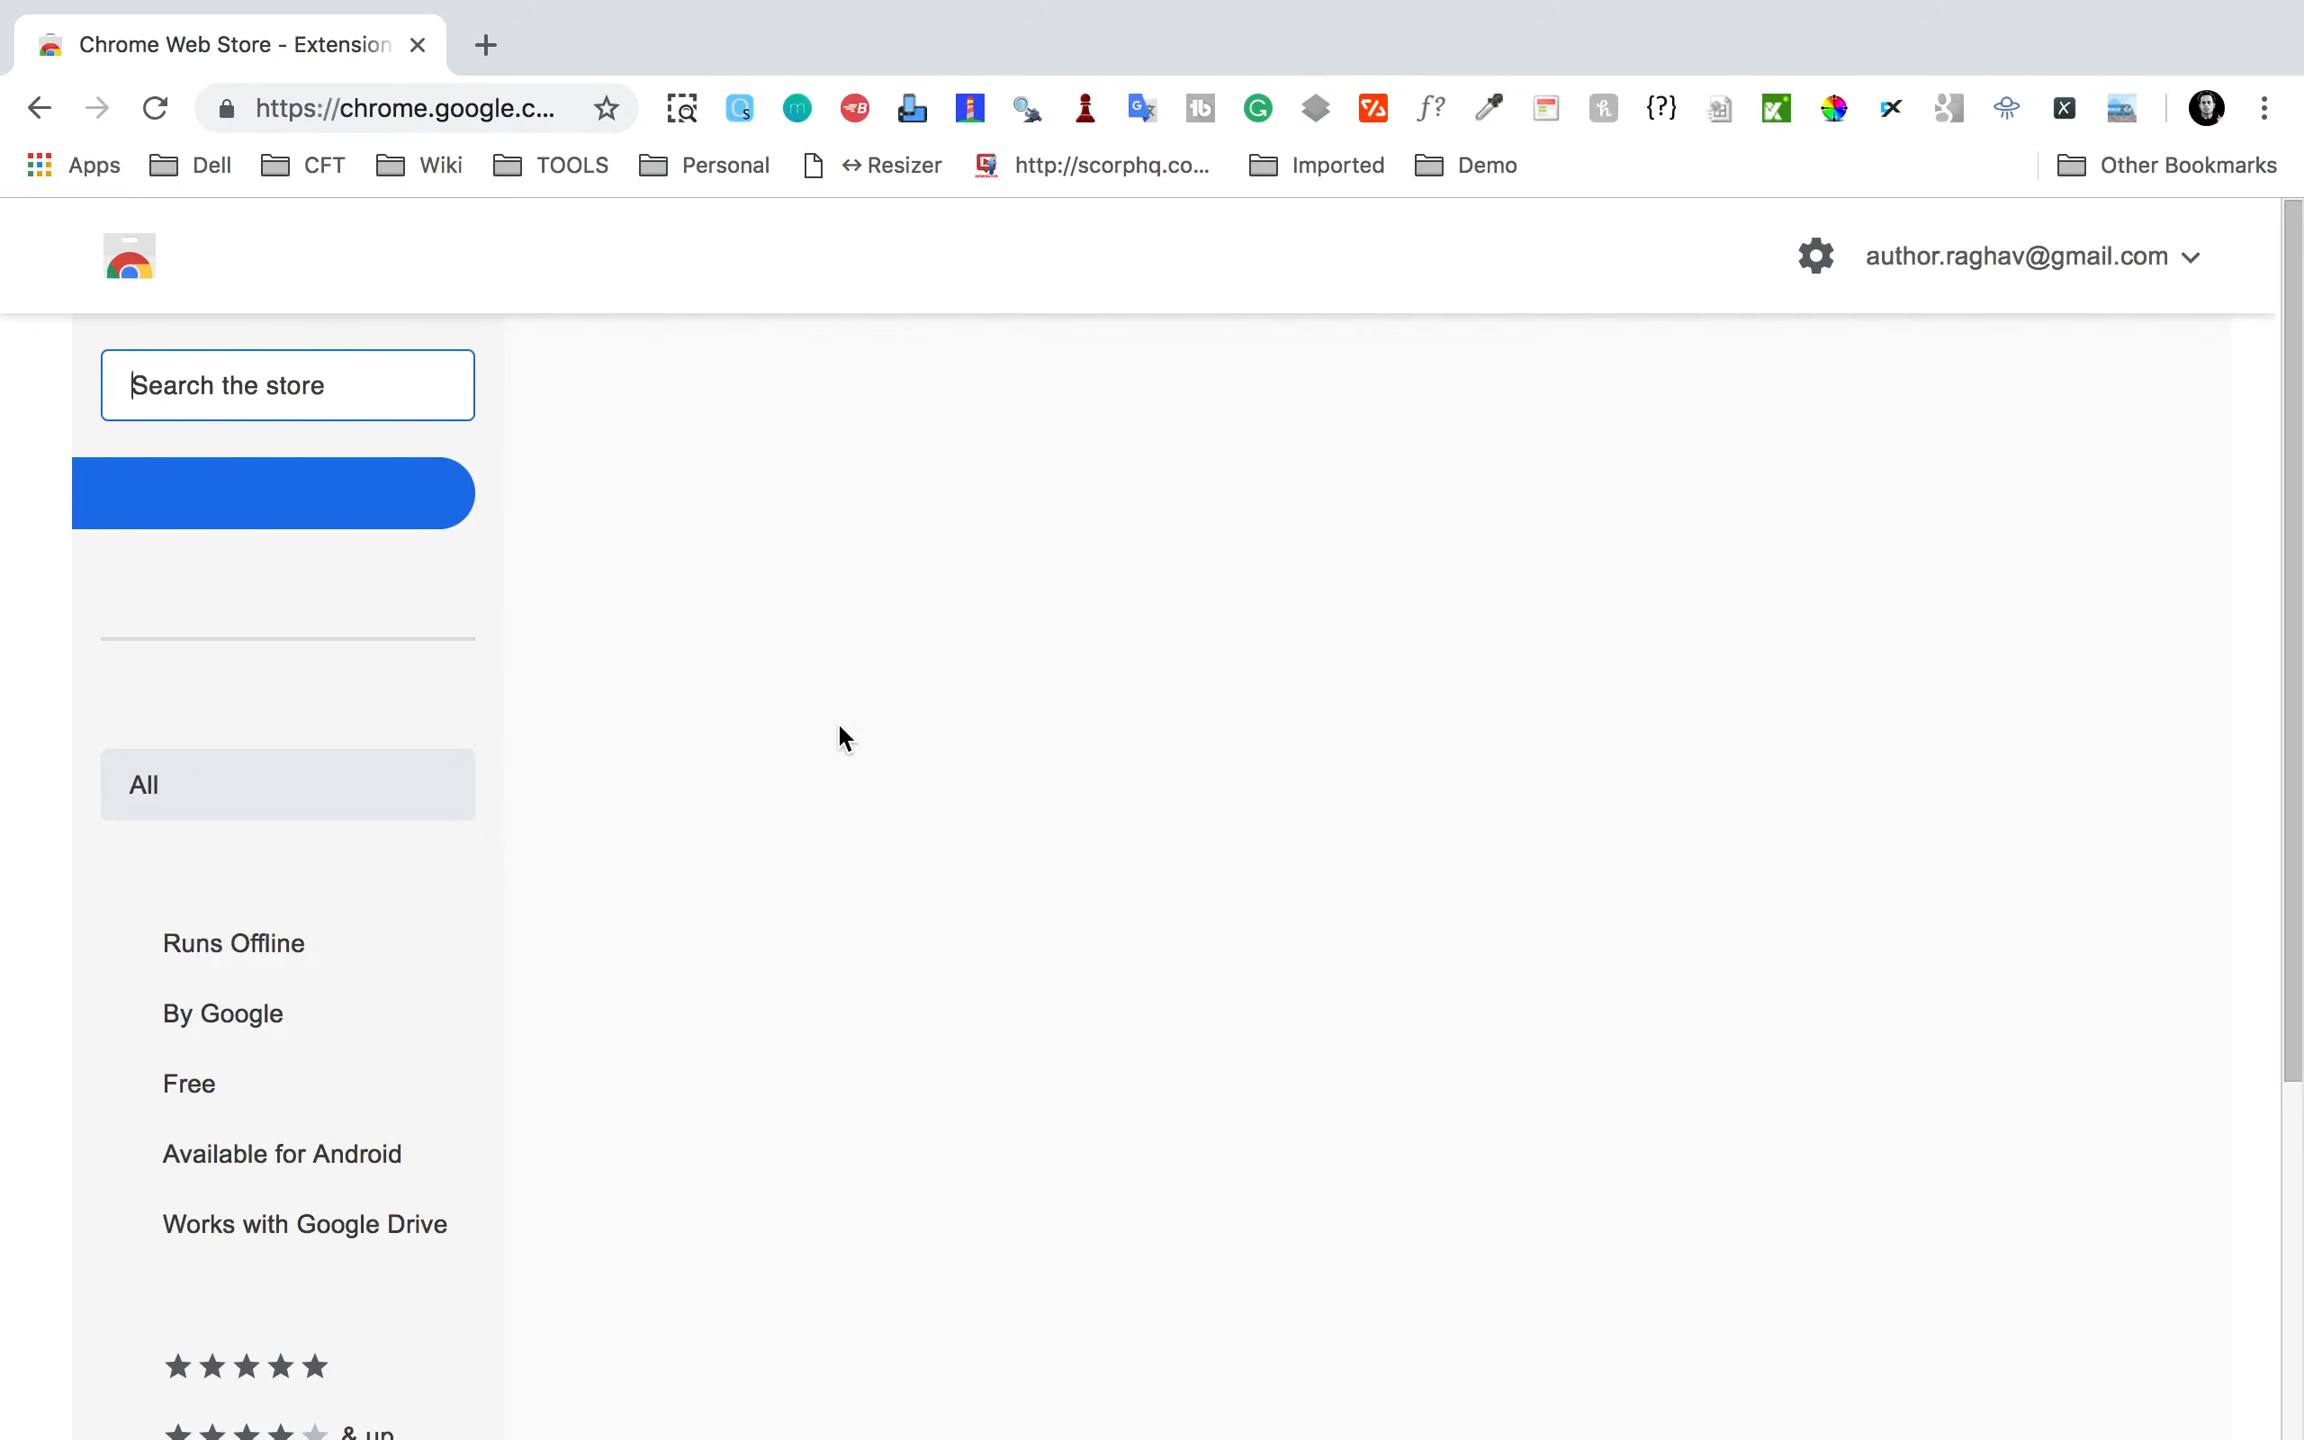 Chrome Web Store - Extension
https://chrome.google.c...
Apps Dell CFT Wiki TOOLS Personal ↔Resizer http://scorphq.co... Imported Demo Other Bookmarks
author.raghav@gmail.com
Search the store
All
Runs Offline
By Google
Free
Available for Android
Works with Google Drive
& up